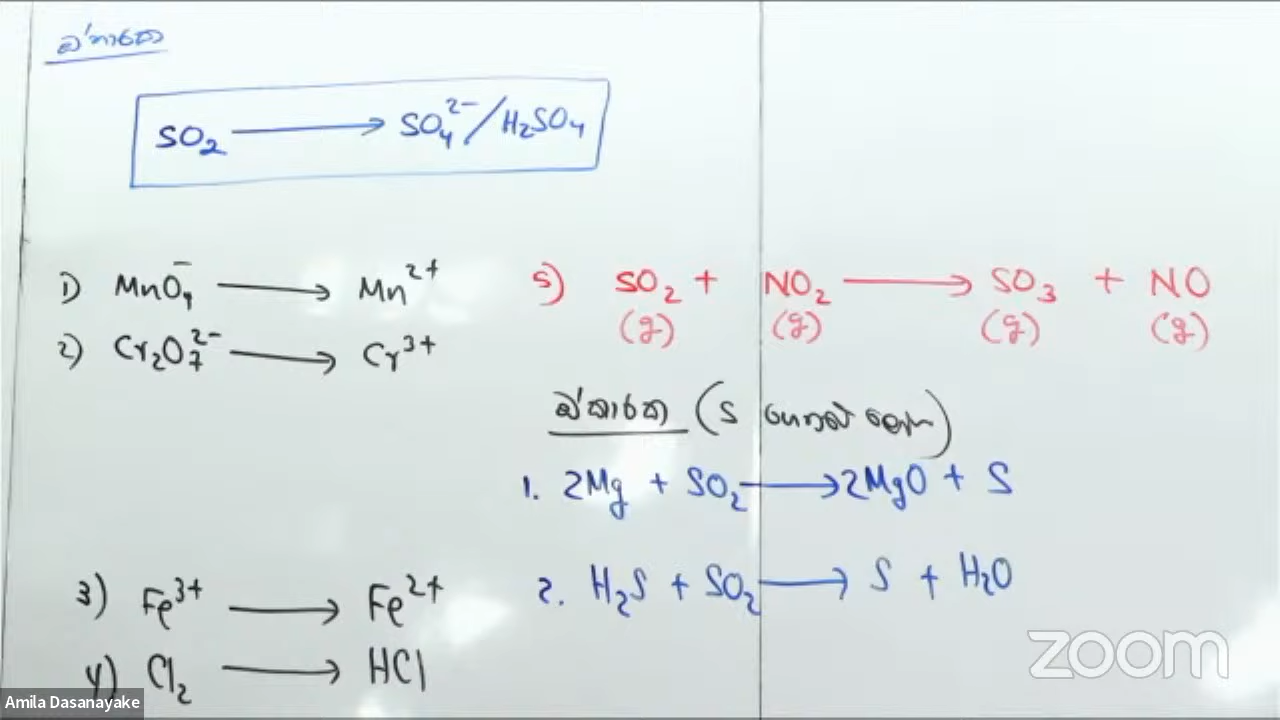 SO₂ ⟶ SO₄²⁻/H₂SO₄
1) MnO₄⁻ ⟶ Mn²⁺
2) Cr₂O₇²⁻ ⟶ Cr³⁺
3) Fe³⁺ ⟶ Fe²⁺
4) Cl₂ ⟶ HCl
5) SO₂ + NO₂ ⟶ SO₃ + NO
(g) (g) (g) (g)
(S
1. 2Mg + SO₂ ⟶ 2MgO + S
2. H₂S + SO₂ ⟶ S + H₂O
zoom
Amila Dasanayake